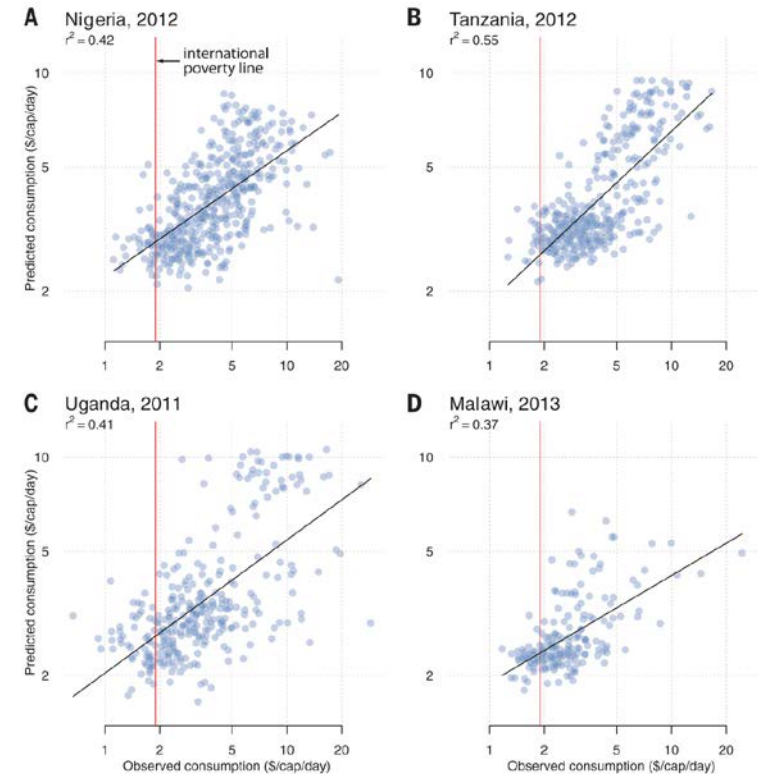 A Nigeria, 2012
r² = 0.42
international
poverty line
10
5
2
Predicted consumption ($/cap/day)
1 2 5 10 20
B Tanzania, 2012
r² = 0.55
10
5
2
1 2 5 10 20
C Uganda, 2011
r² = 0.41
10
5
2
Predicted consumption ($/cap/day)
1 2 5 10 20
Observed consumption ($/cap/day)
D Malawi, 2013
r² = 0.37
10
5
2
1 2 5 10 20
Observed consumption ($/cap/day)